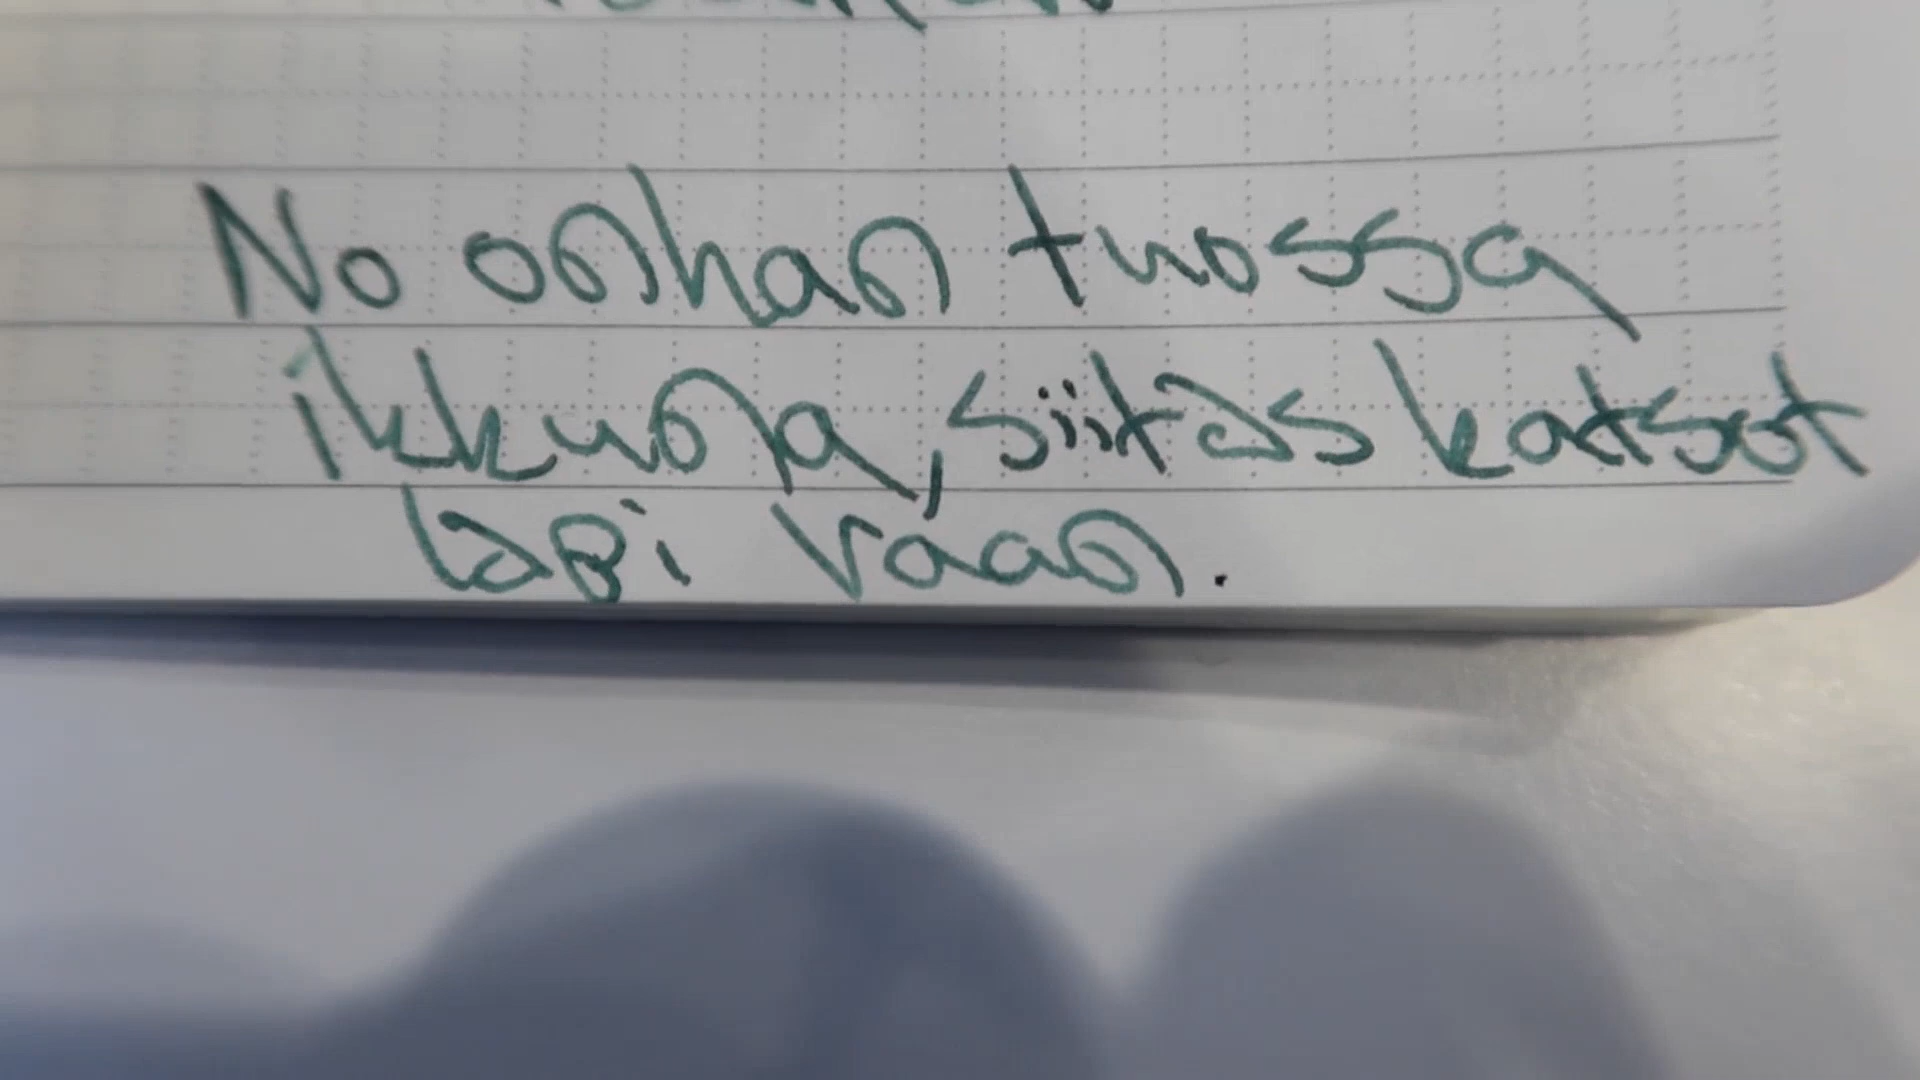 No onhan tuossa
ikkuna, siitäs katsot
läpi vaan.